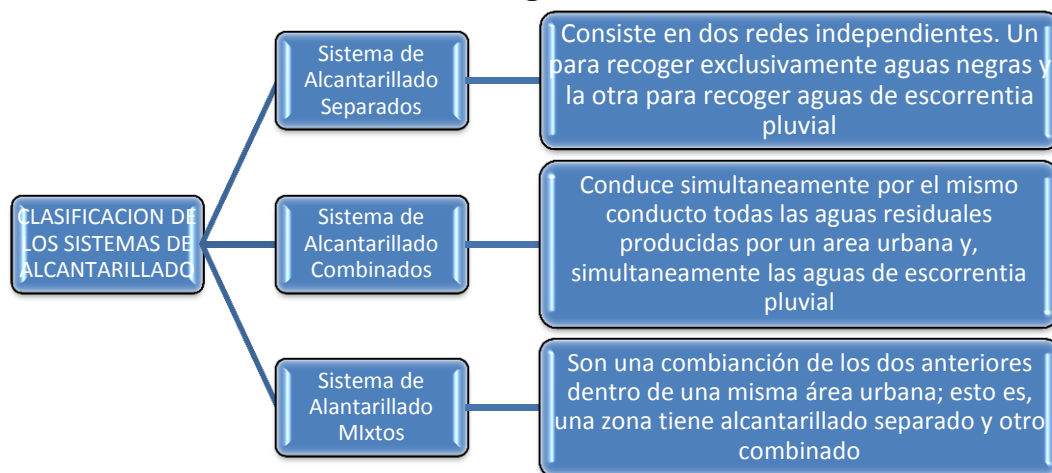 CLASIFICACION DE
LOS SISTEMAS DE
ALCANTARILLADO
Sistema de
Alcantarillado
Separados
Consiste en dos redes independientes. Un
para recoger exclusivamente aguas negras y
la otra para recoger aguas de escorrentia
pluvial
Sistema de
Alcantarillado
Combinados
Conduce simultaneamente por el mismo
conducto todas las aguas residuales
producidas por un area urbana y,
simultaneamente las aguas de escorrentia
pluvial
Sistema de
Alantarillado
MIxtos
Son una combianción de los dos anteriores
dentro de una misma área urbana; esto es,
una zona tiene alcantarillado separado y otro
combinado